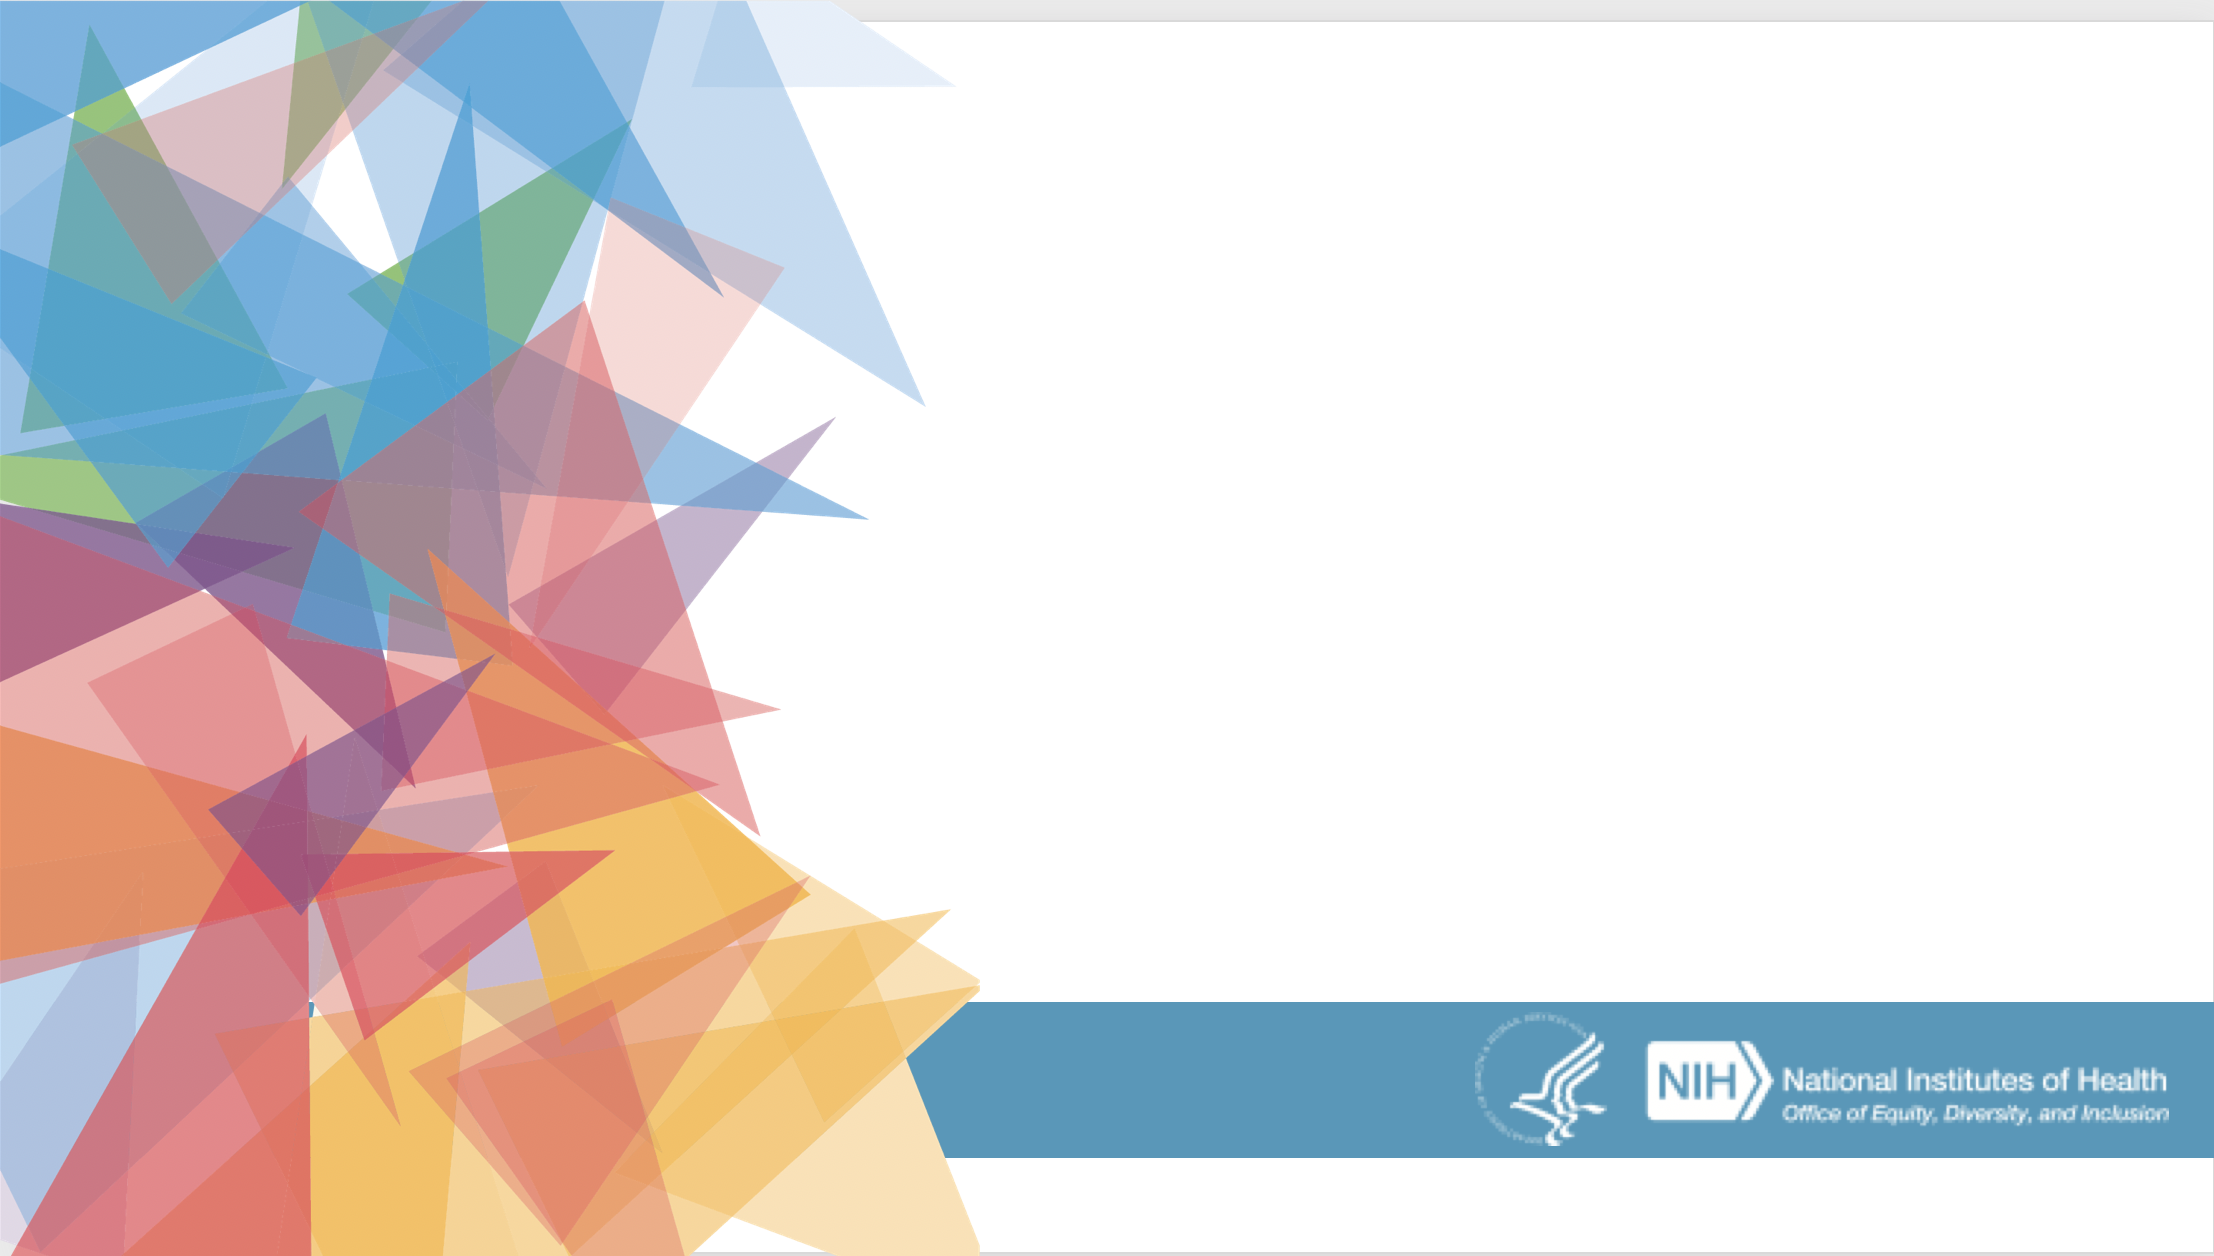 NIH
National Institutes of Health
Office of Equity, Diversity, and Inclusion